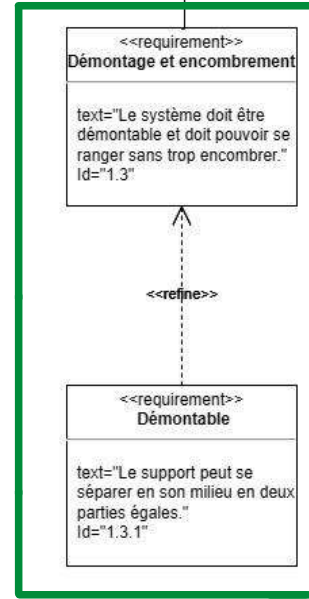 <<requirement>>
Démontage et encombrement
text="Le système doit être
démontable et doit pouvoir se
ranger sans trop encombrer."
Id="1.3"
<<refine>>
<<requirement>>
Démontable
text="Le support peut se
séparer en son milieu en deux
parties égales."
Id="1.3.1"